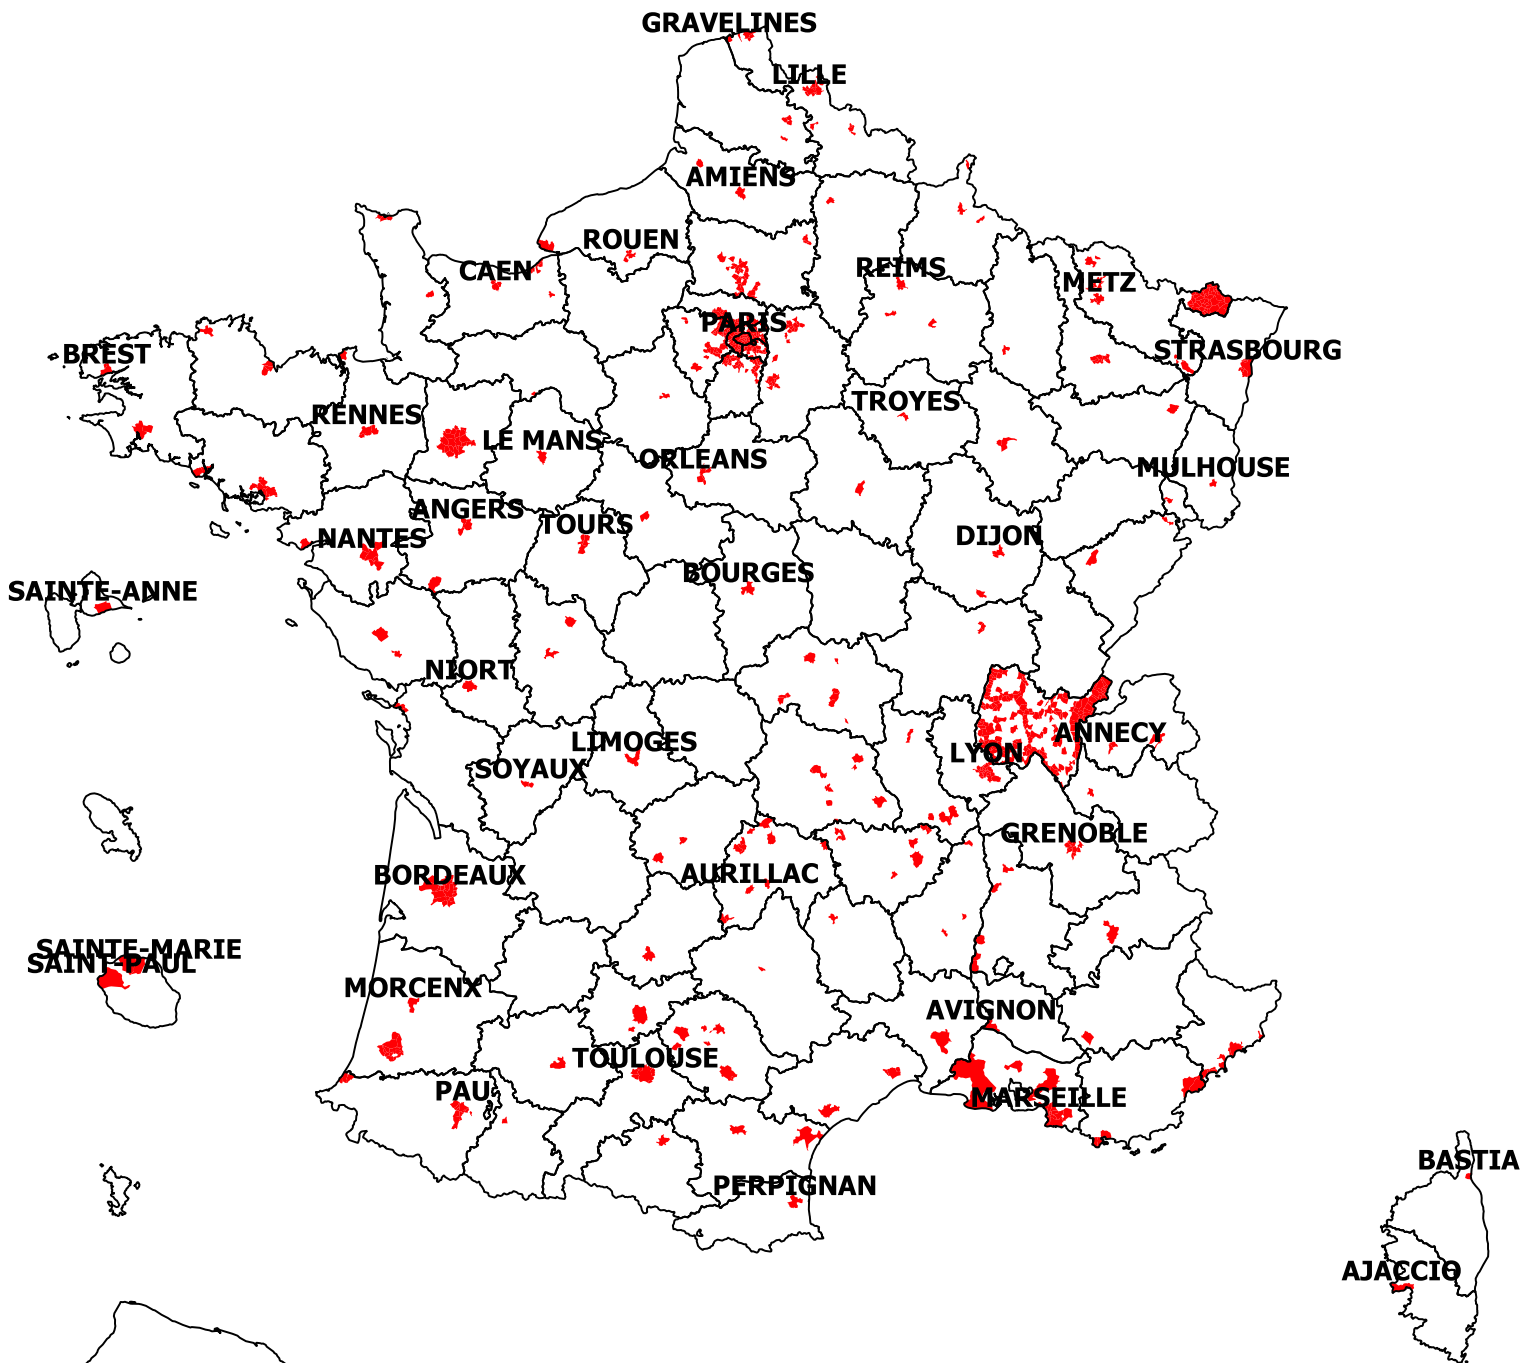 GRAVELINES
LILLE
AMIENS
ROUEN
CAEN
REIMS
METZ
PARIS
BREST
STRASBOURG
RENNES
TROYES
LE MANS
ORLEANS
MULHOUSE
ANGERS
TOURS
NANTES
DIJON
BOURGES
SAINTE-ANNE
NIORT
ANNECY
LIMOGES
LYON
SOYAUX
GRENOBLE
BORDEAUX
AURILLAC
SAINTE-MARIE
SAINT-PAUL
MORCENX
AVIGNON
TOULOUSE
PAU
MARSEILLE
BASTIA
PERPIGNAN
AJACCIO